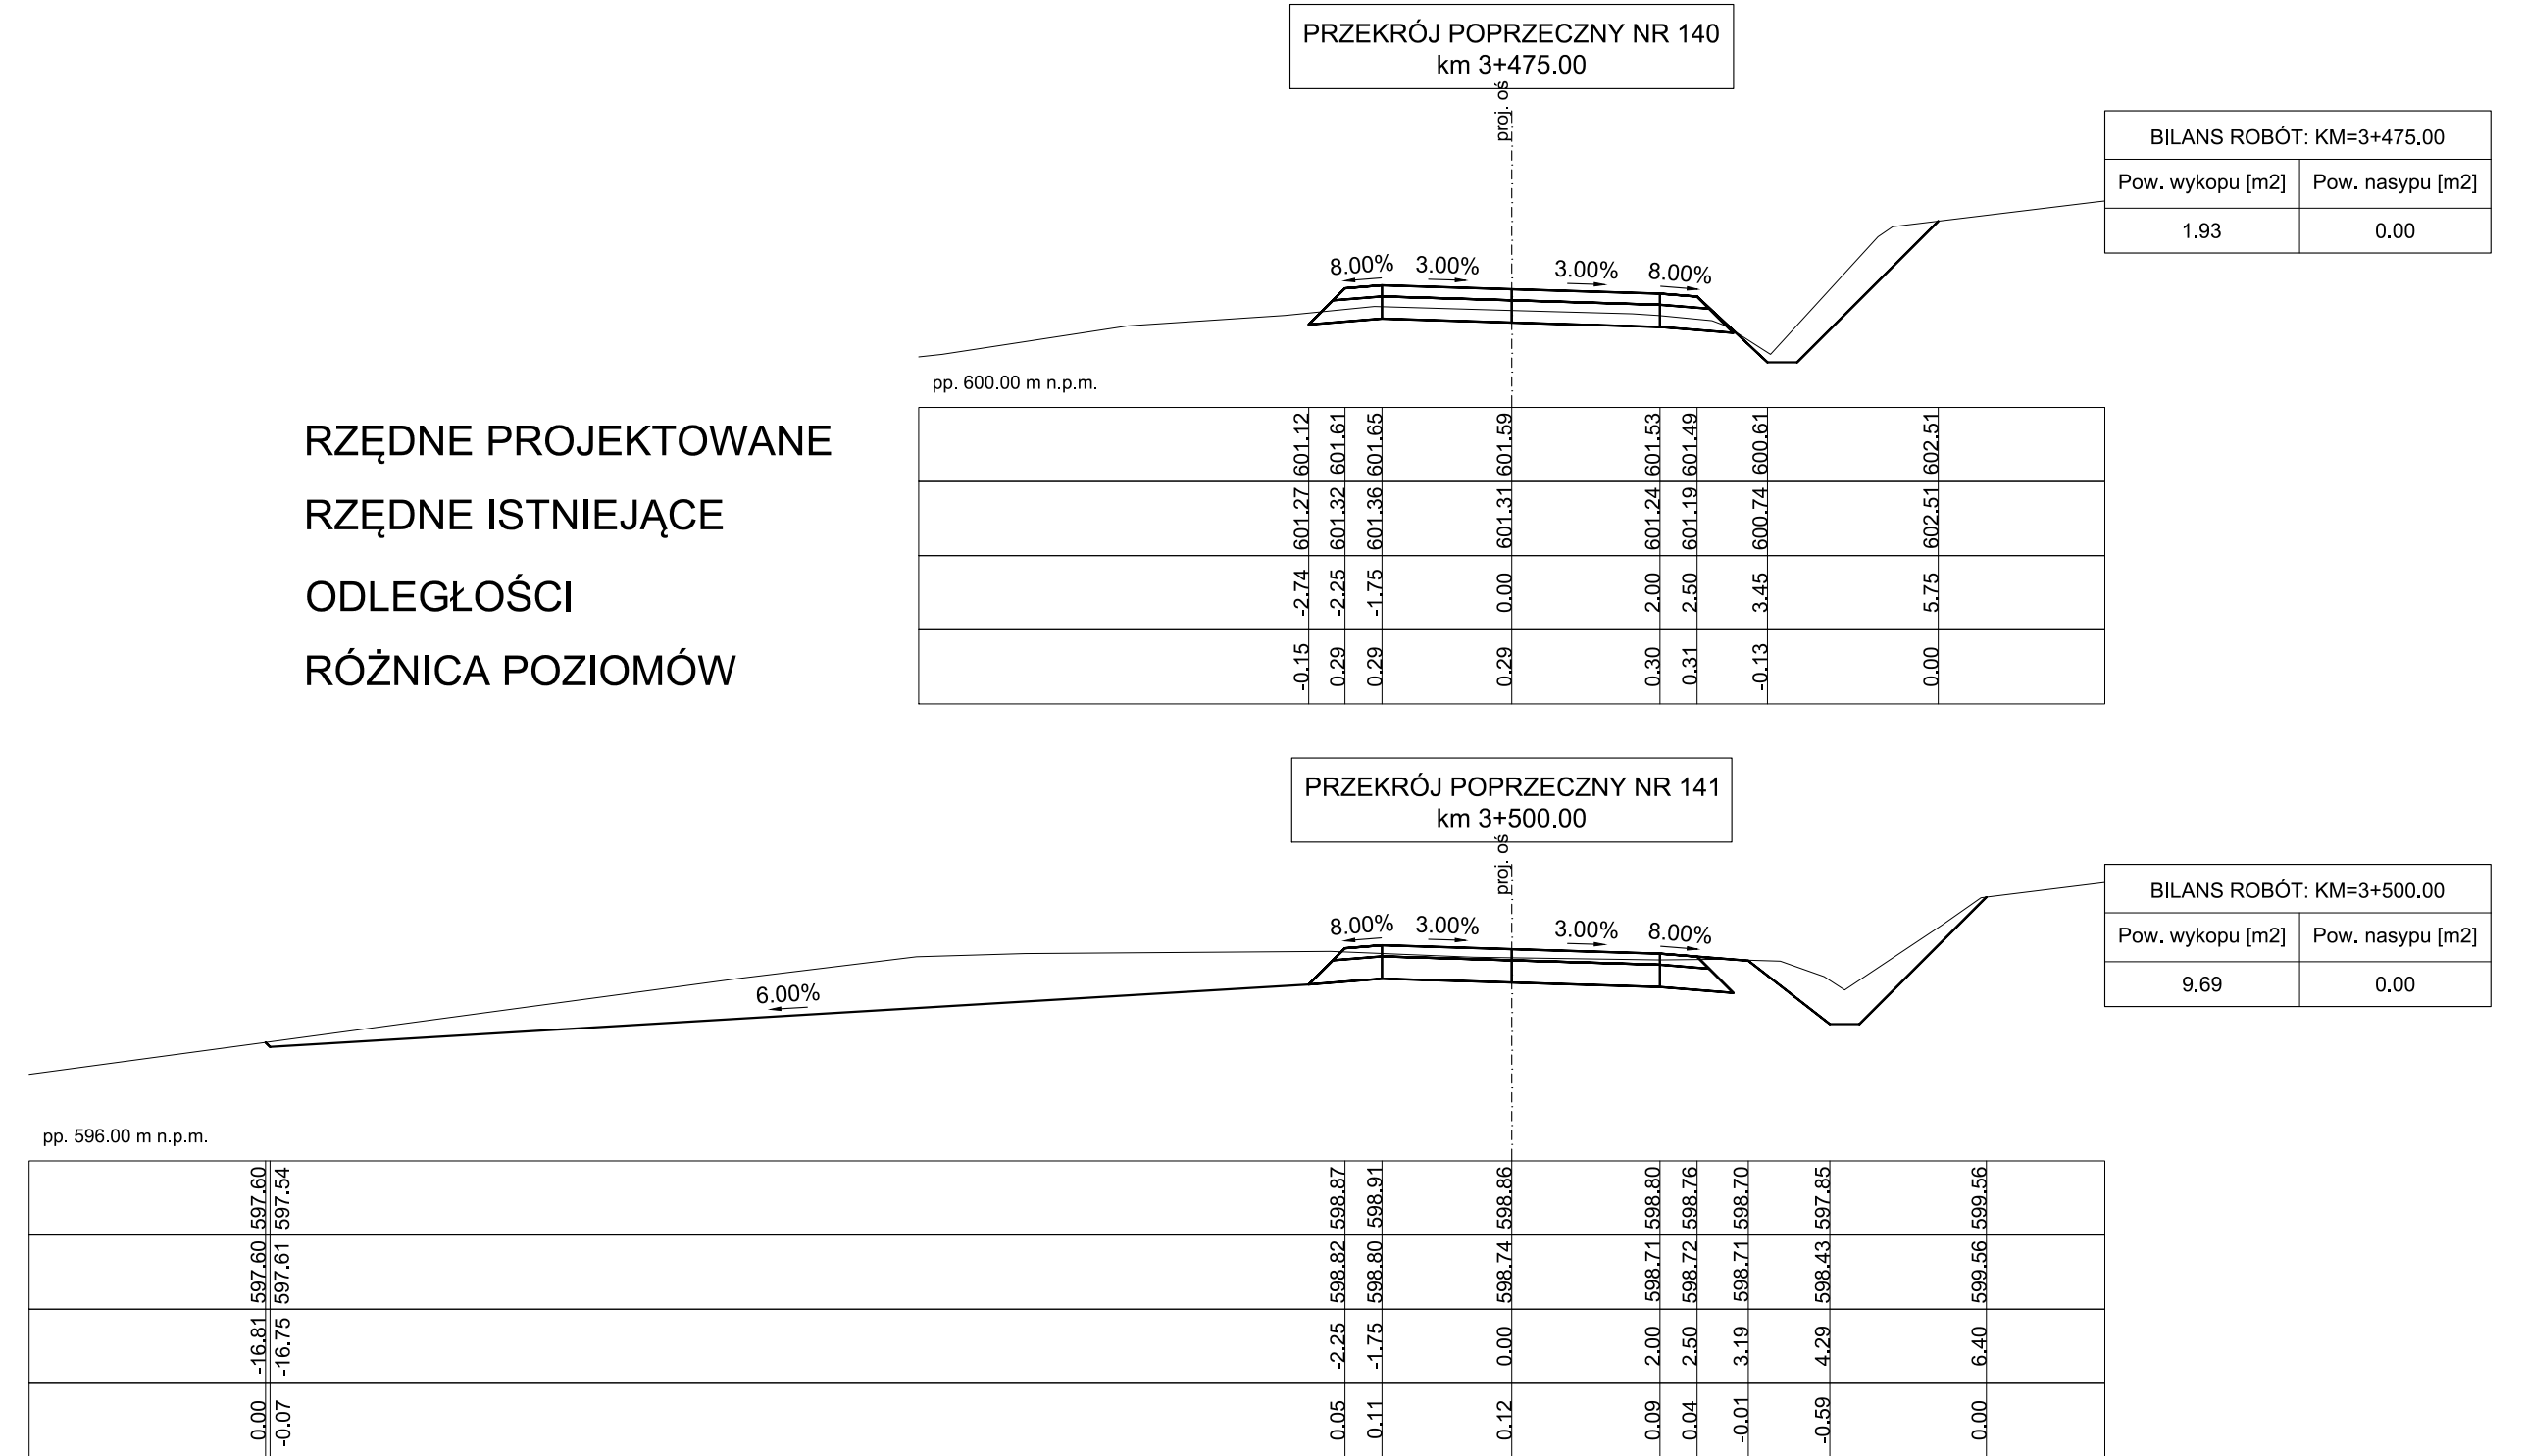 PRZEKRÓJ POPRZECZNY NR 140
km 3+475.00
proj. oś
BILANS ROBÓT: KM=3+475.00
Pow. wykopu [m2] Pow. nasypu [m2]
1.93 0.00
8.00% 3.00% 3.00% 8.00%
pp. 600.00 m n.p.m.
RZĘDNE PROJEKTOWANE 601.12 601.61 601.65 601.59 601.53 601.49 600.61 602.51
RZĘDNE ISTNIEJĄCE 601.27 601.32 601.36 601.31 601.24 601.19 600.74 602.51
ODLEGŁOŚCI -2.74 -2.25 -1.75 0.00 2.00 2.50 3.45 5.75
RÓŻNICA POZIOMÓW -0.15 0.29 0.29 0.29 0.30 0.31 -0.13 0.00
PRZEKRÓJ POPRZECZNY NR 141
km 3+500.00
proj. oś
BILANS ROBÓT: KM=3+500.00
Pow. wykopu [m2] Pow. nasypu [m2]
9.69 0.00
8.00% 3.00% 3.00% 8.00%
6.00%
pp. 596.00 m n.p.m.
597.60 597.54 598.87 598.91 598.86 598.80 598.76 598.70 597.85 599.56
597.60 597.61 598.82 598.80 598.74 598.71 598.72 598.71 598.43 599.56
-16.81 -16.75 -2.25 -1.75 0.00 2.00 2.50 3.19 4.29 6.40
0.00 -0.07 0.05 0.11 0.12 0.09 0.04 -0.01 -0.59 0.00